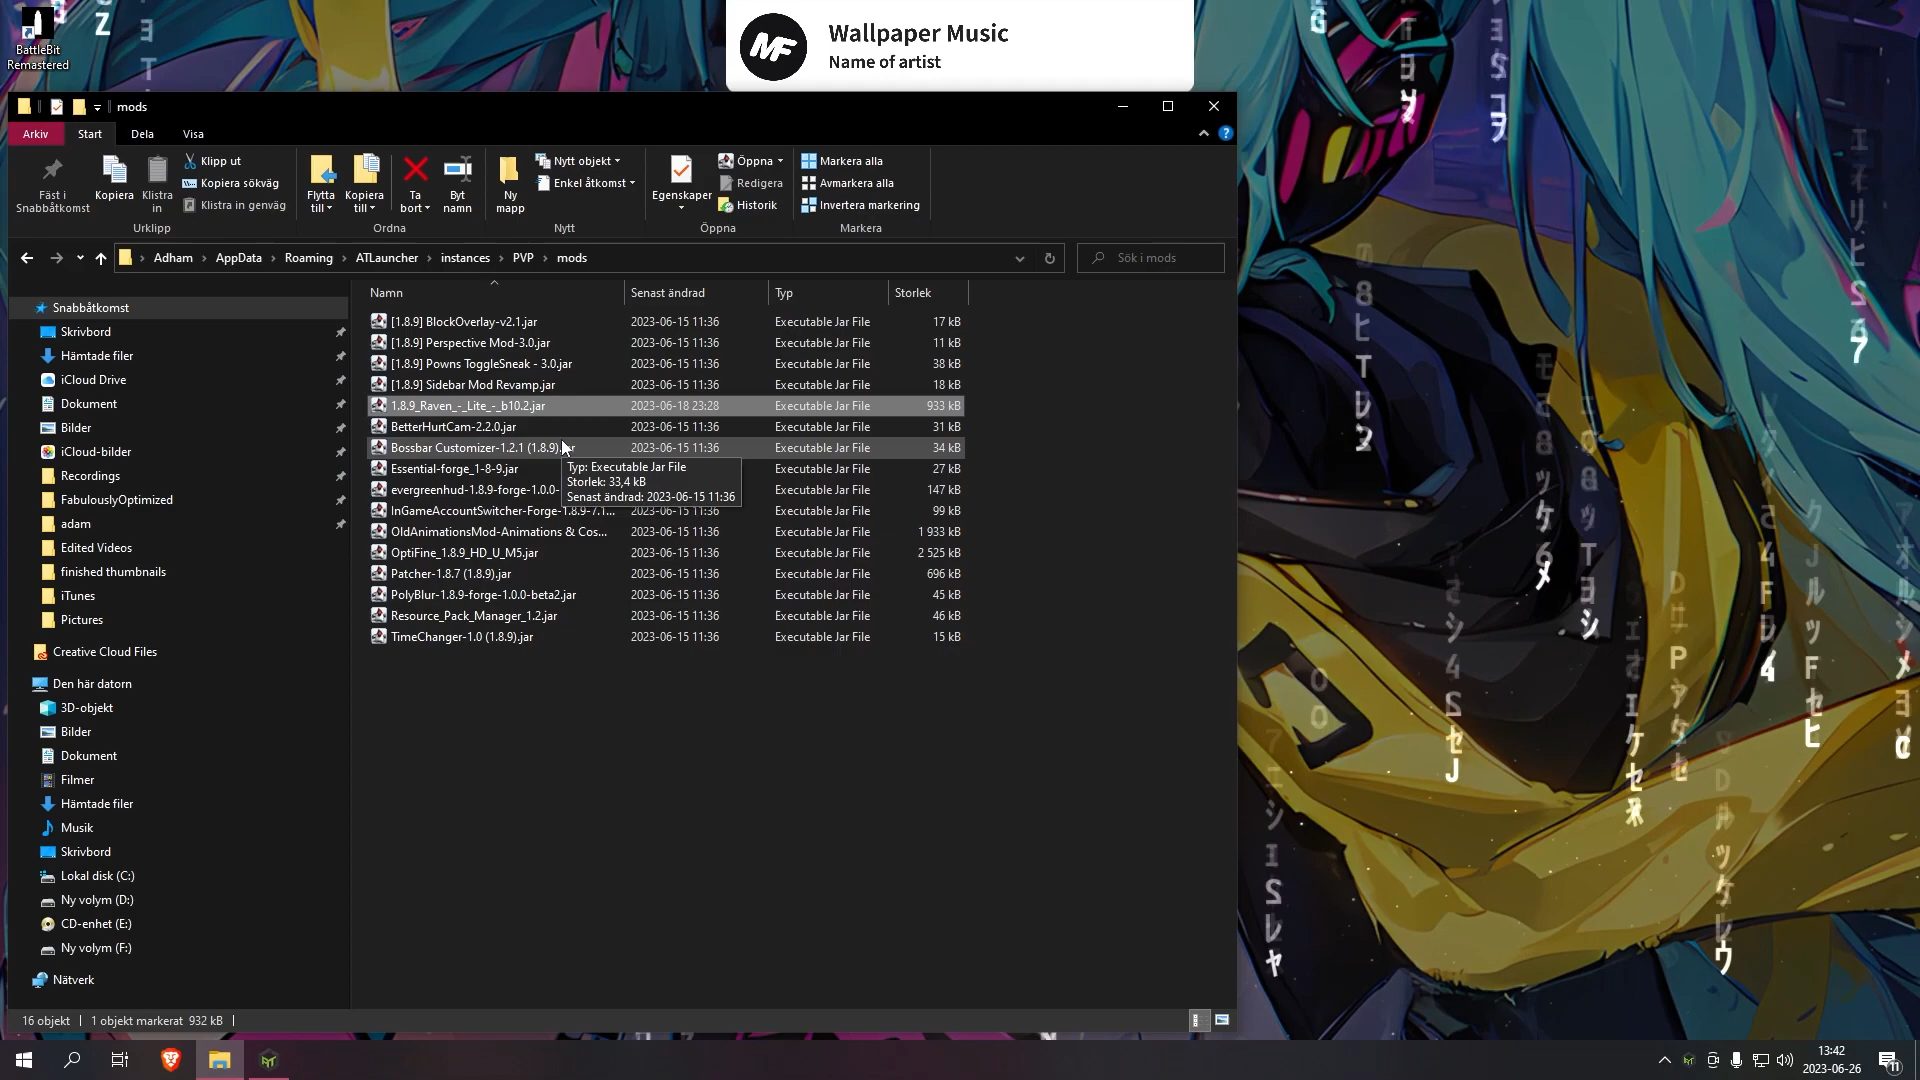 BattleBit
Remastered
MF
Wallpaper Music
Name of artist
mods
Arkiv
Start
Dela
Visa
Fäst i
Snabbåtkomst
Kopiera
Klistra
in
Klipp ut
Kopiera sökväg
Klistra in genväg
Urklipp
Flytta
till
Kopiera
till
Ta
bort
Byt
namn
Ordna
Ny
mapp
Nytt objekt
Enkel åtkomst
Nytt
Egenskaper
Öppna
Redigera
Historik
Öppna
Markera alla
Avmarkera alla
Invertera markering
Markera
Adham > AppData > Roaming > ATLauncher > instances > PVP > mods
Sök i mods
Namn Senast ändrad Typ Storlek
[1.8.9] BlockOverlay-v2.1.jar 2023-06-15 11:36 Executable Jar File 17 kB
[1.8.9] Perspective Mod-3.0.jar 2023-06-15 11:36 Executable Jar File 11 kB
[1.8.9] Powns ToggleSneak - 3.0.jar 2023-06-15 11:36 Executable Jar File 38 kB
[1.8.9] Sidebar Mod Revamp.jar 2023-06-15 11:36 Executable Jar File 18 kB
1.8.9_Raven_-_Lite_-_b10.2.jar 2023-06-18 23:28 Executable Jar File 933 kB
BetterHurtCam-2.2.0.jar 2023-06-15 11:36 Executable Jar File 31 kB
Bossbar Customizer-1.2.1 (1.8.9).jar 2023-06-15 11:36 Executable Jar File 34 kB
Essential-forge_1-8-9.jar Executable Jar File 27 kB
evergreenhud-1.8.9-forge-1.0.0- Executable Jar File 147 kB
InGameAccountSwitcher-Forge-1.8.9-7.1... 2023-06-15 11:36 Executable Jar File 99 kB
OldAnimationsMod-Animations & Cos... 2023-06-15 11:36 Executable Jar File 1 933 kB
OptiFine_1.8.9_HD_U_M5.jar 2023-06-15 11:36 Executable Jar File 2 525 kB
Patcher-1.8.7 (1.8.9).jar 2023-06-15 11:36 Executable Jar File 696 kB
PolyBlur-1.8.9-forge-1.0.0-beta2.jar 2023-06-15 11:36 Executable Jar File 45 kB
Resource_Pack_Manager_1.2.jar 2023-06-15 11:36 Executable Jar File 46 kB
TimeChanger-1.0 (1.8.9).jar 2023-06-15 11:36 Executable Jar File 15 kB
Typ: Executable Jar File
Storlek: 33,4 kB
Senast ändrad: 2023-06-15 11:36
Snabbåtkomst
Skrivbord
Hämtade filer
iCloud Drive
Dokument
Bilder
iCloud-bilder
Recordings
FabulouslyOptimized
adam
Edited Videos
finished thumbnails
iTunes
Pictures
Creative Cloud Files
Den här datorn
3D-objekt
Bilder
Dokument
Filmer
Hämtade filer
Musik
Skrivbord
Lokal disk (C:)
Ny volym (D:)
CD-enhet (E:)
Ny volym (F:)
Nätverk
16 objekt
1 objekt markerat 932 kB
13:42
2023-06-26
11